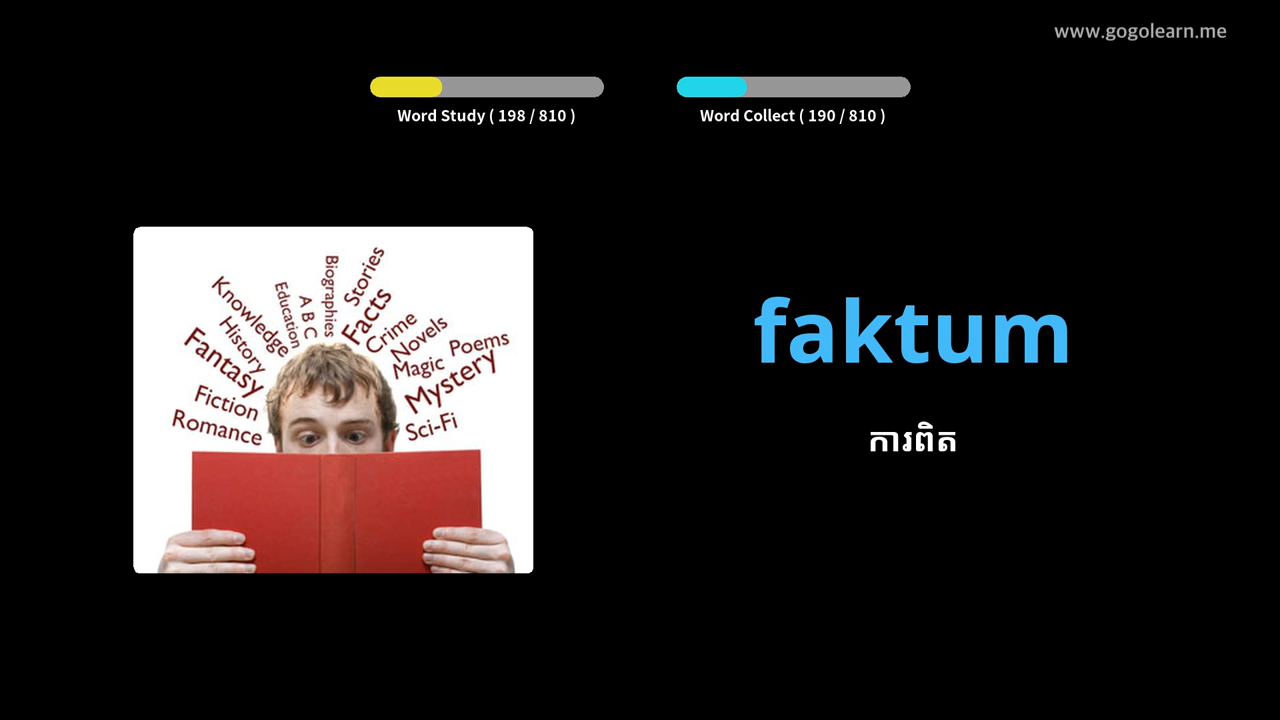 www.gogolearn.me
Word Study ( 198 / 810 )
Word Collect ( 190 / 810 )
Knowledge
History
Fantasy
Fiction
Romance
Education
A B C
Biographies
Stories
Facts
Crime
Novels
Magic
Poems
Mystery
Sci-Fi
faktum
ការពិត